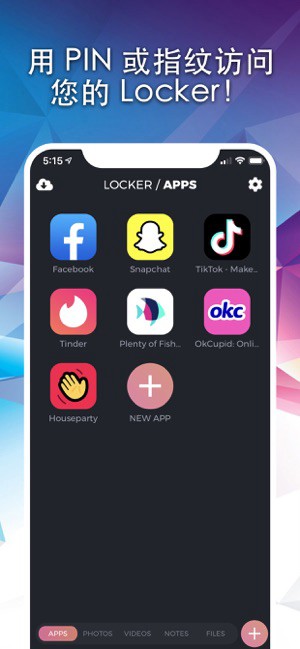 用 PIN 或指纹访问
您的 Locker！
5:15
LOCKER / APPS
Facebook
Snapchat
TikTok - Make...
Tinder
Plenty of Fish...
okc
OkCupid: Onli...
Houseparty
NEW APP
APPS PHOTOS VIDEOS NOTES FILES